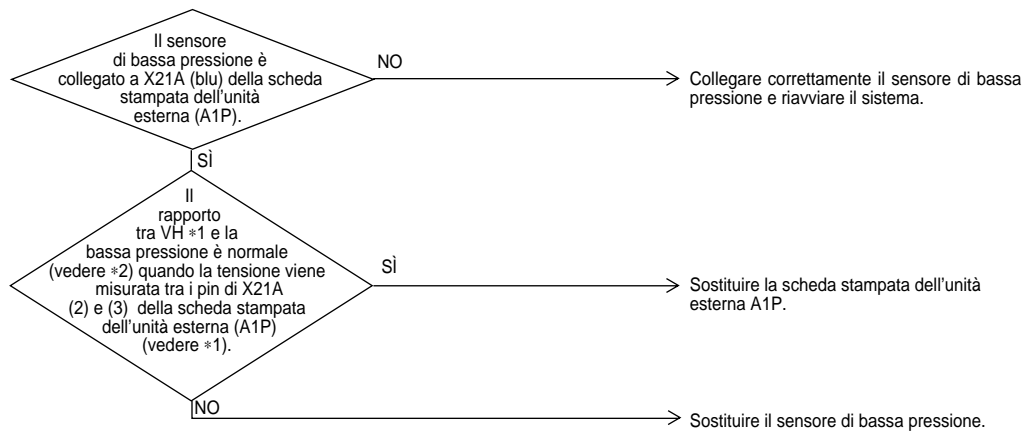 Il sensore
di bassa pressione è
collegato a X21A (blu) della scheda
stampata dell'unità
esterna (A1P).
NO
Collegare correttamente il sensore di bassa
pressione e riavviare il sistema.
SÌ
Il
rapporto
tra VH *1 e la
bassa pressione è normale
(vedere *2) quando la tensione viene
misurata tra i pin di X21A
(2) e (3) della scheda stampata
dell'unità esterna (A1P)
(vedere *1).
SÌ
Sostituire la scheda stampata dell'unità
esterna A1P.
NO
Sostituire il sensore di bassa pressione.